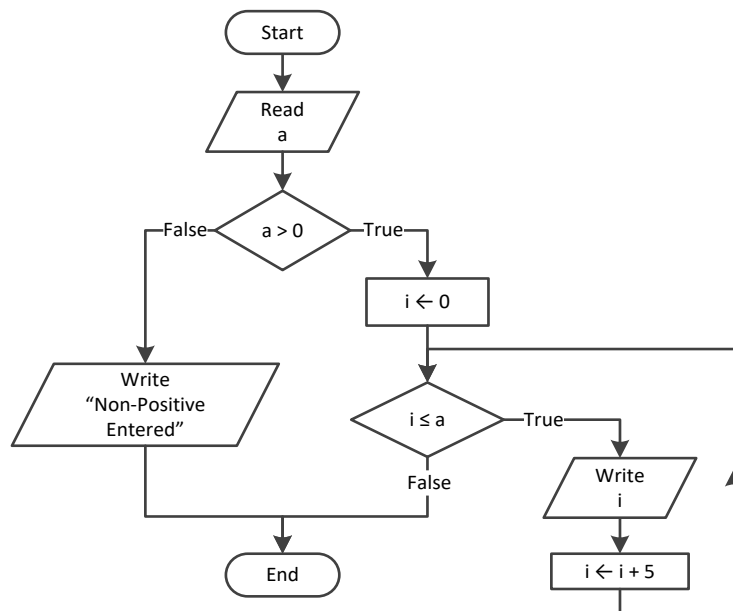 Start
Read
a
False
a > 0
True
i ← 0
Write
“Non-Positive
Entered”
i ≤ a
True
False
Write
i
End
i ← i + 5